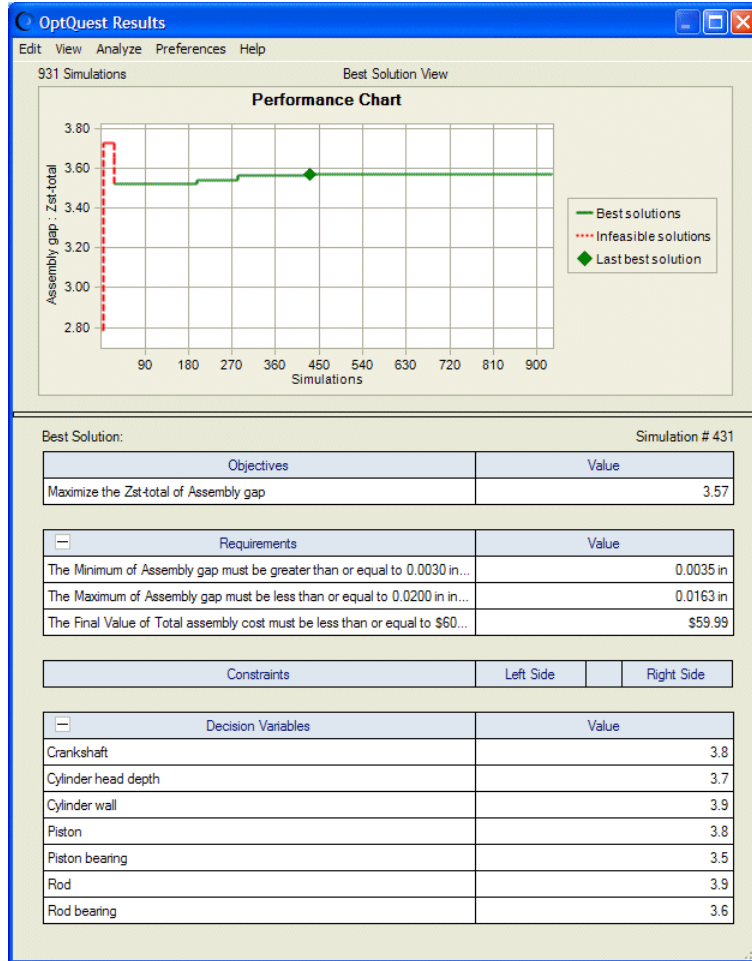 OptQuest Results
Edit View Analyze Preferences Help
931 Simulations Best Solution View
Performance Chart
3.80
3.60
3.40
3.20
3.00
2.80
Assembly gap : Zst-total
90 180 270 360 450 540 630 720 810 900
Simulations
Best solutions
Infeasible solutions
Last best solution
Best Solution: Simulation # 431
Objectives Value
Maximize the Zst-total of Assembly gap 3.57
Requirements Value
The Minimum of Assembly gap must be greater than or equal to 0.0030 in... 0.0035 in
The Maximum of Assembly gap must be less than or equal to 0.0200 in in... 0.0163 in
The Final Value of Total assembly cost must be less than or equal to $60... $59.99
Constraints Left Side Right Side
Decision Variables Value
Crankshaft 3.8
Cylinder head depth 3.7
Cylinder wall 3.9
Piston 3.8
Piston bearing 3.5
Rod 3.9
Rod bearing 3.6